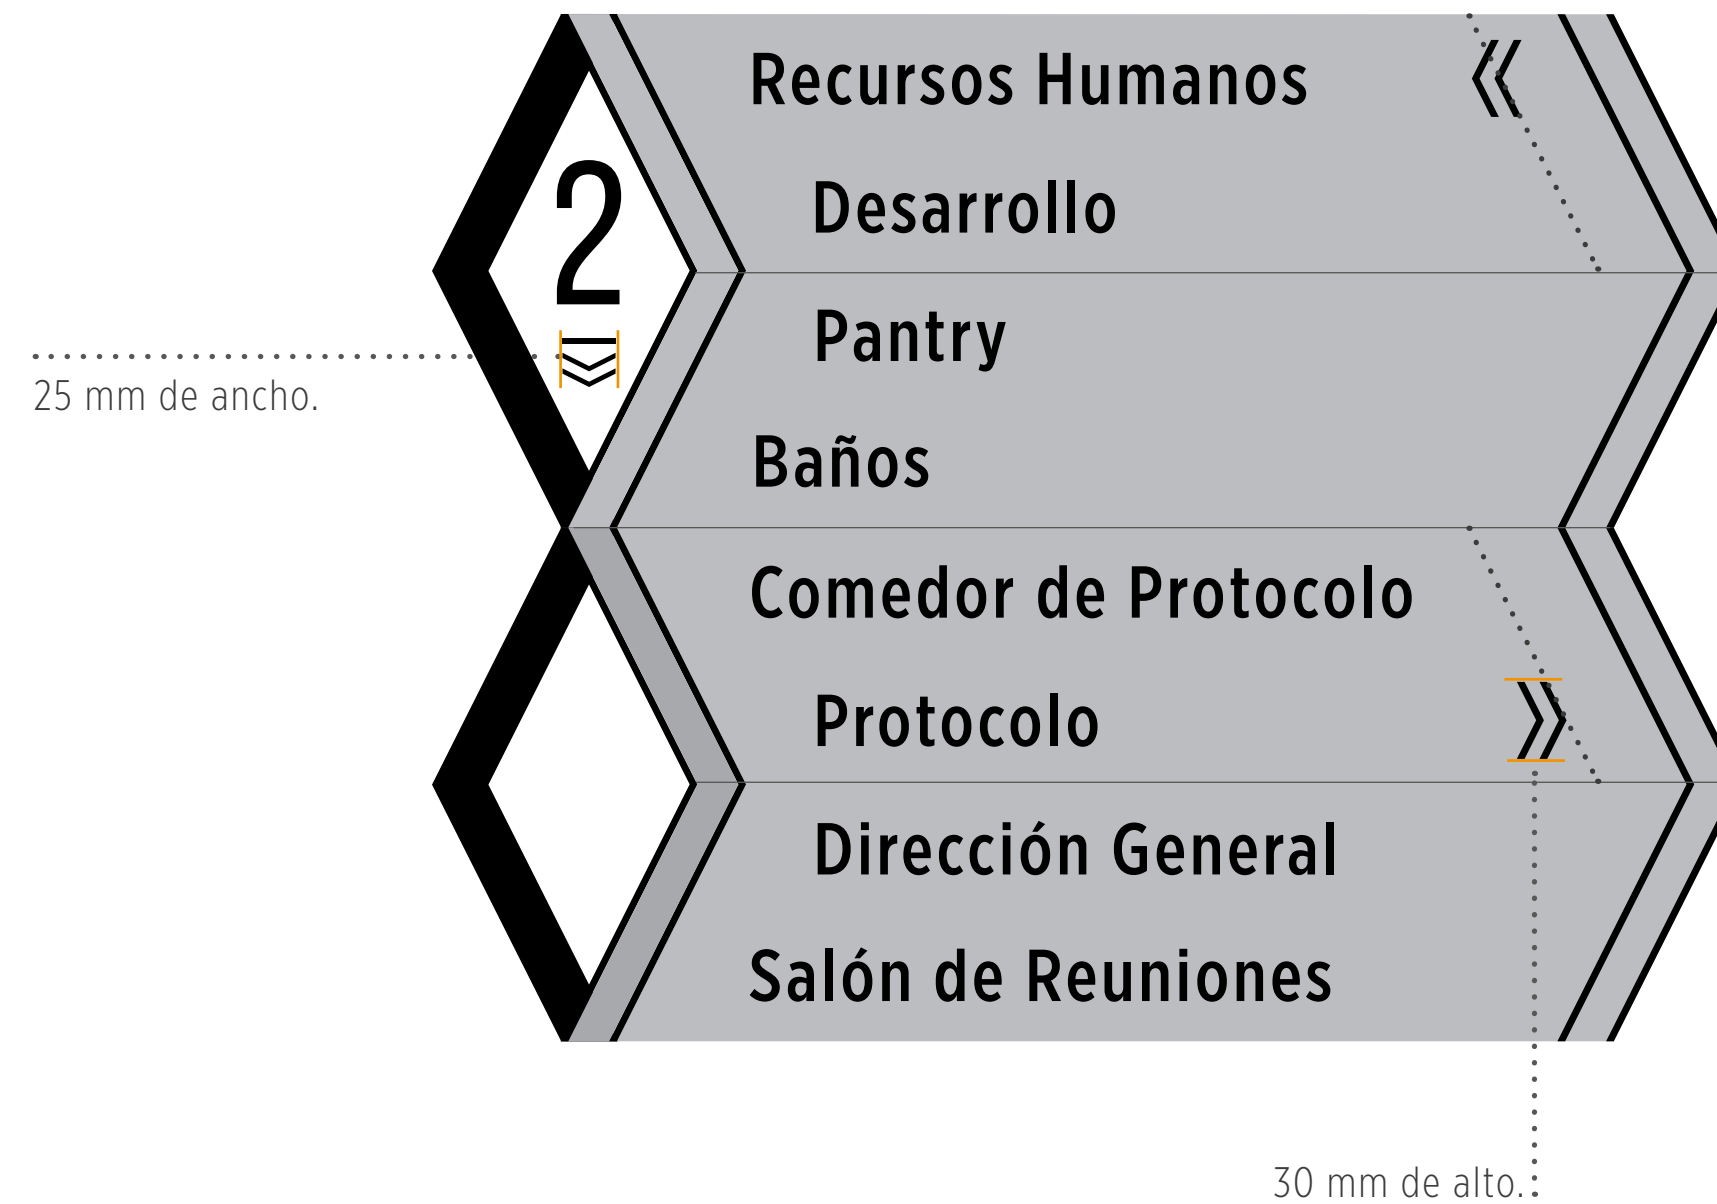 Recursos Humanos
Desarrollo
2
Pantry
25 mm de ancho.
Baños
Comedor de Protocolo
Protocolo
Dirección General
Salón de Reuniones
30 mm de alto.